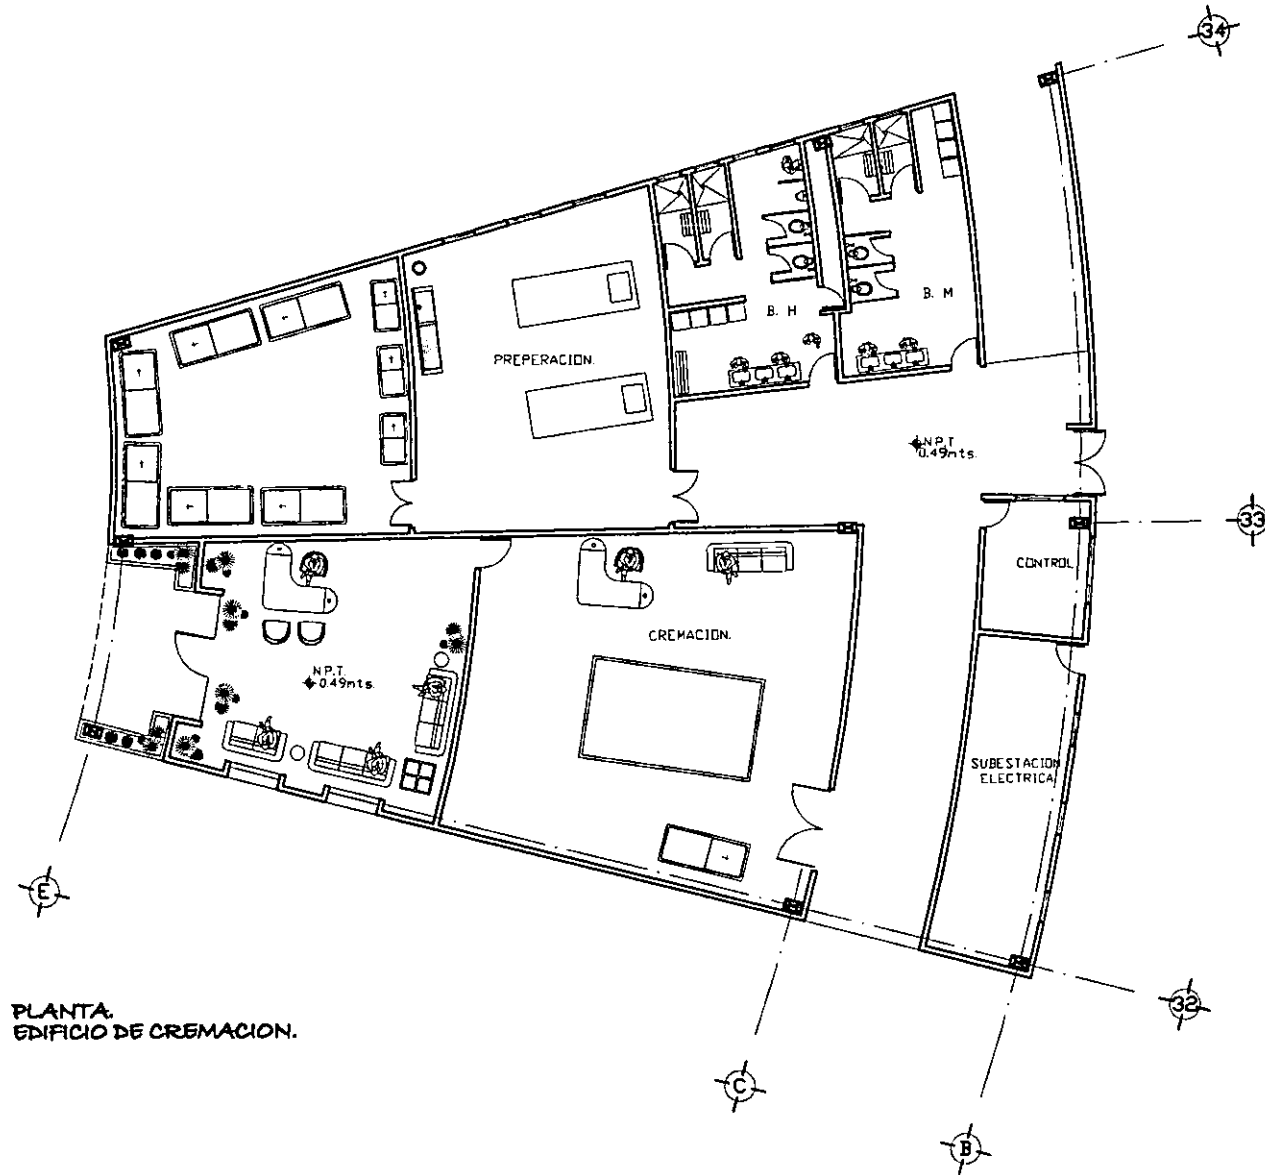 34
B. M
B. H
PREPERACION.
N.P.T
0.49mts.
33
CONTROL
CREMACION.
N.P.T
0.49mts.
SUBESTACION
ELECTRICA
E
32
PLANTA.
EDIFICIO DE CREMACION.
C
B